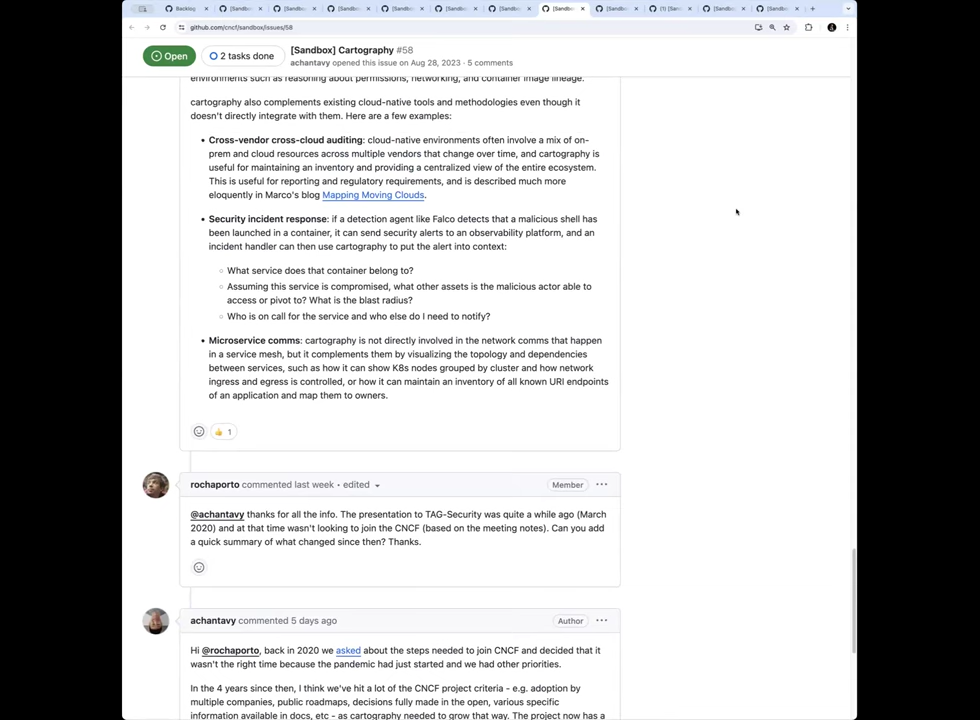 Backlog
[Sandbo
[Sandbo
[Sandbo
[Sandbo
[Sandbo
[Sandbo
[Sandbo
[Sandbo
(1) [San
[Sandbo
[Sandbo
github.com/cncf/sandbox/issues/58
Open
2 tasks done
[Sandbox] Cartography #58
achantavy opened this issue on Aug 28, 2023 · 5 comments
environments such as reasoning about permissions, networking, and container image lineage.
cartography also complements existing cloud-native tools and methodologies even though it
doesn't directly integrate with them. Here are a few examples:
• Cross-vendor cross-cloud auditing: cloud-native environments often involve a mix of on-
prem and cloud resources across multiple vendors that change over time, and cartography is
useful for maintaining an inventory and providing a centralized view of the entire ecosystem.
This is useful for reporting and regulatory requirements, and is described much more
eloquently in Marco's blog Mapping Moving Clouds.
• Security incident response: if a detection agent like Falco detects that a malicious shell has
been launched in a container, it can send security alerts to an observability platform, and an
incident handler can then use cartography to put the alert into context:
○ What service does that container belong to?
○ Assuming this service is compromised, what other assets is the malicious actor able to
access or pivot to? What is the blast radius?
○ Who is on call for the service and who else do I need to notify?
• Microservice comms: cartography is not directly involved in the network comms that happen
in a service mesh, but it complements them by visualizing the topology and dependencies
between services, such as how it can show K8s nodes grouped by cluster and how network
ingress and egress is controlled, or how it can maintain an inventory of all known URI endpoints
of an application and map them to owners.
👍 1
rochaporto commented last week • edited
Member
@achantavy thanks for all the info. The presentation to TAG-Security was quite a while ago (March
2020) and at that time wasn't looking to join the CNCF (based on the meeting notes). Can you add
a quick summary of what changed since then? Thanks.
achantavy commented 5 days ago
Author
Hi @rochaporto, back in 2020 we asked about the steps needed to join CNCF and decided that it
wasn't the right time because the pandemic had just started and we had other priorities.
In the 4 years since then, I think we've hit a lot of the CNCF project criteria - e.g. adoption by
multiple companies, public roadmaps, decisions fully made in the open, various specific
information available in docs, etc - as cartography needed to grow that way. The project now has a